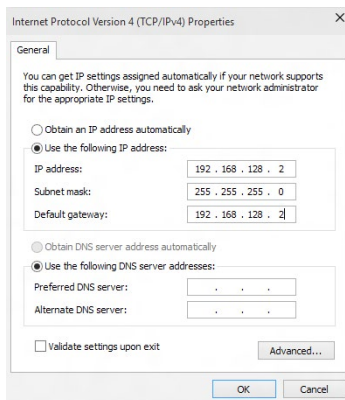 Internet Protocol Version 4 (TCP/IPv4) Properties
General
You can get IP settings assigned automatically if your network supports
this capability. Otherwise, you need to ask your network administrator
for the appropriate IP settings.
Obtain an IP address automatically
Use the following IP address:
IP address: 192 . 168 . 128 . 2
Subnet mask: 255 . 255 . 255 . 0
Default gateway: 192 . 168 . 128 . 2
Obtain DNS server address automatically
Use the following DNS server addresses:
Preferred DNS server: . . .
Alternate DNS server: . . .
Validate settings upon exit
Advanced...
OK Cancel